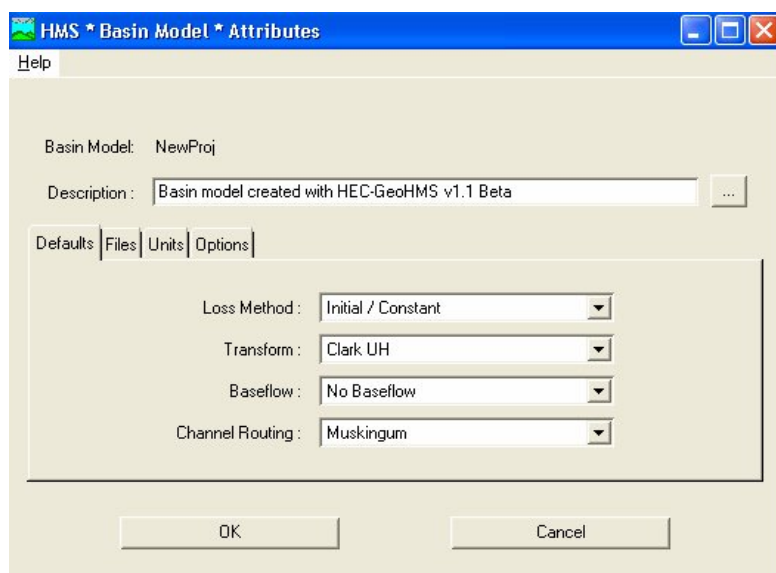 HMS * Basin Model * Attributes
Help
Basin Model: NewProj
Description : Basin model created with HEC-GeoHMS v1.1 Beta ...
Defaults Files Units Options
Loss Method : Initial / Constant
Transform : Clark UH
Baseflow : No Baseflow
Channel Routing : Muskingum
OK Cancel